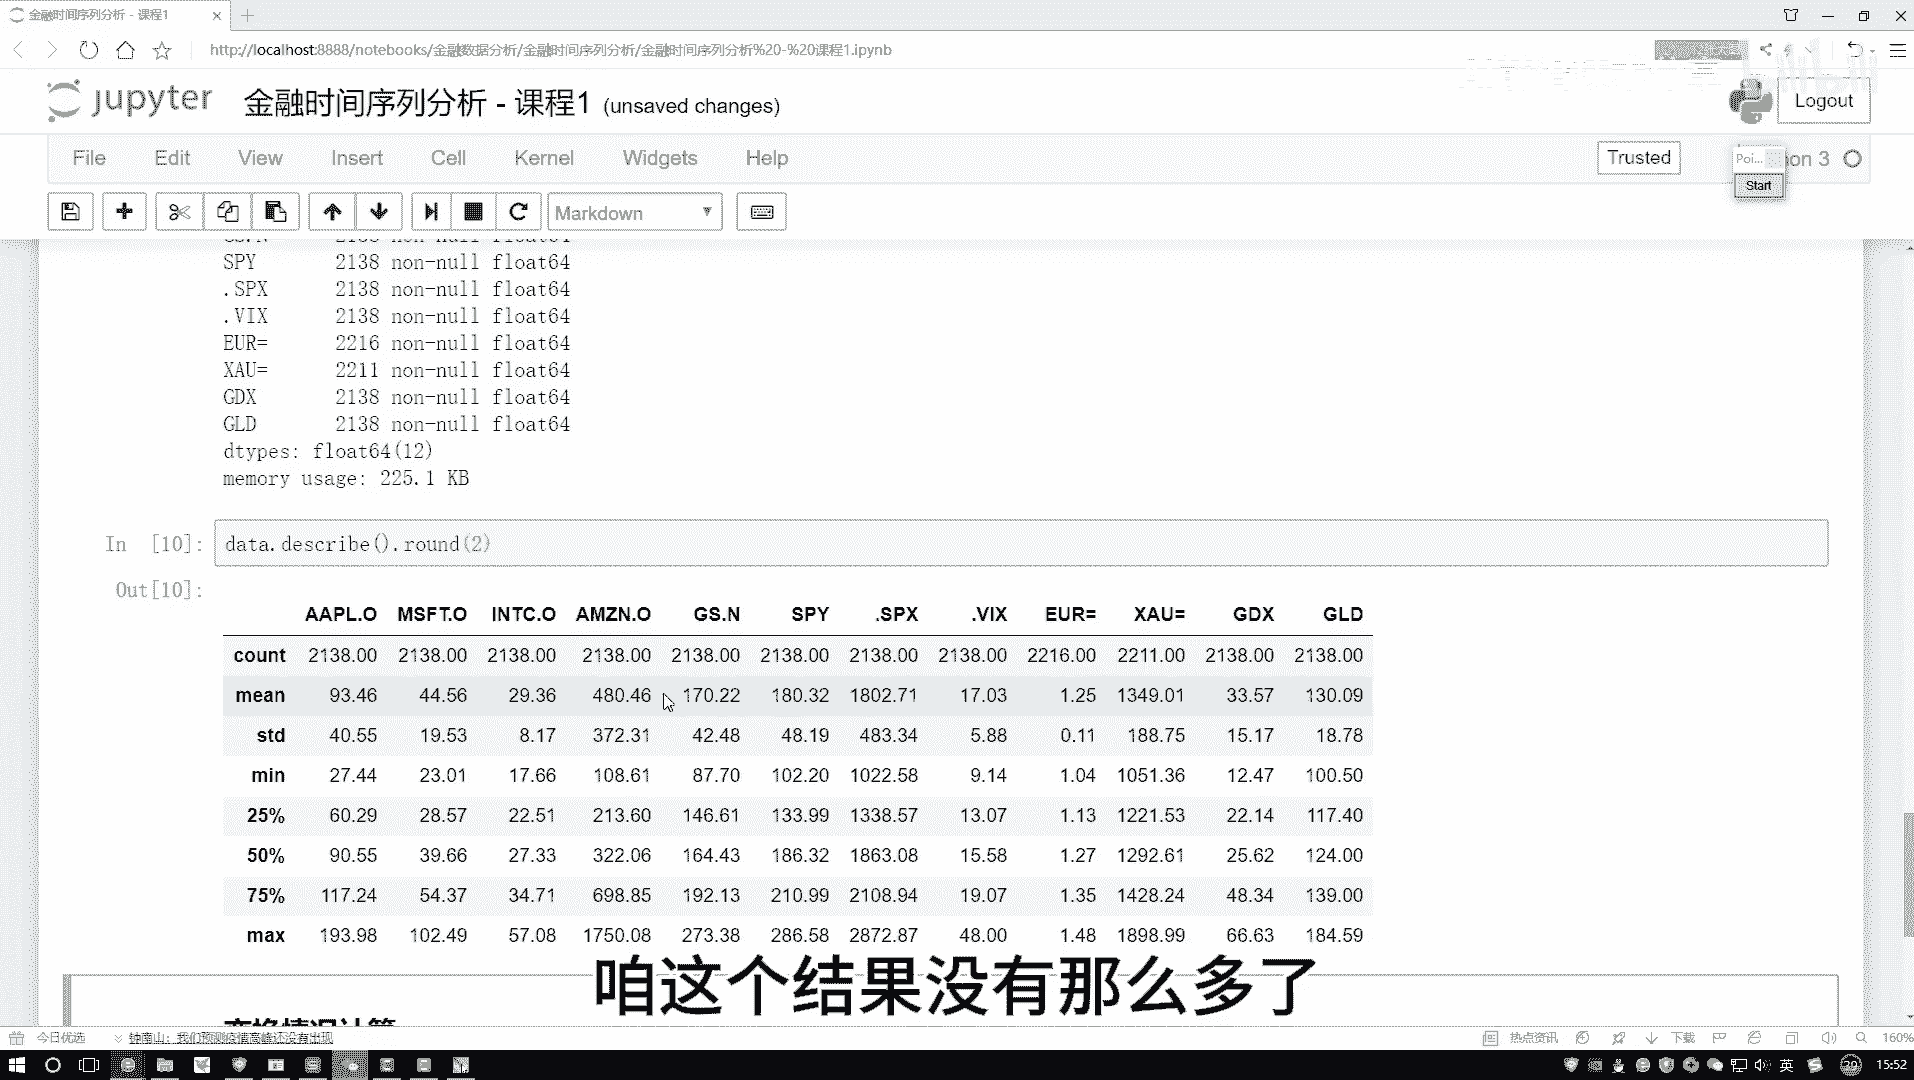 金融时间序列分析 - 课程1
http://localhost:8888/notebooks/金融数据分析/金融时间序列分析/金融时间序列分析%20-%20课程1.ipynb
jupyter 金融时间序列分析 - 课程1 (unsaved changes)
Logout
File Edit View Insert Cell Kernel Widgets Help
Trusted
Poi... on 3
Start
Markdown
SPY 2138 non-null float64
.SPX 2138 non-null float64
.VIX 2138 non-null float64
EUR= 2216 non-null float64
XAU= 2211 non-null float64
GDX 2138 non-null float64
GLD 2138 non-null float64
dtypes: float64(12)
memory usage: 225.1 KB
In [10]: data.describe().round(2)
Out[10]:
AAPL.O MSFT.O INTC.O AMZN.O GS.N SPY .SPX .VIX EUR= XAU= GDX GLD
count 2138.00 2138.00 2138.00 2138.00 2138.00 2138.00 2138.00 2138.00 2216.00 2211.00 2138.00 2138.00
mean 93.46 44.56 29.36 480.46 170.22 180.32 1802.71 17.03 1.25 1349.01 33.57 130.09
std 40.55 19.53 8.17 372.31 42.48 48.19 483.34 5.88 0.11 188.75 15.17 18.78
min 27.44 23.01 17.66 108.61 87.70 102.20 1022.58 9.14 1.04 1051.36 12.47 100.50
25% 60.29 28.57 22.51 213.60 146.61 133.99 1338.57 13.07 1.13 1221.53 22.14 117.40
50% 90.55 39.66 27.33 322.06 164.43 186.32 1863.08 15.58 1.27 1292.61 25.62 124.00
75% 117.24 54.37 34.71 698.85 192.13 210.99 2108.94 19.07 1.35 1428.24 48.34 139.00
max 193.98 102.49 57.08 1750.08 273.38 286.58 2872.87 48.00 1.48 1898.99 66.63 184.59
咱这个结果没有那么多了
今日优选 钟南山：我们预测疫情高峰还没有出现
热点资讯 下载 160%
英 29 15:52